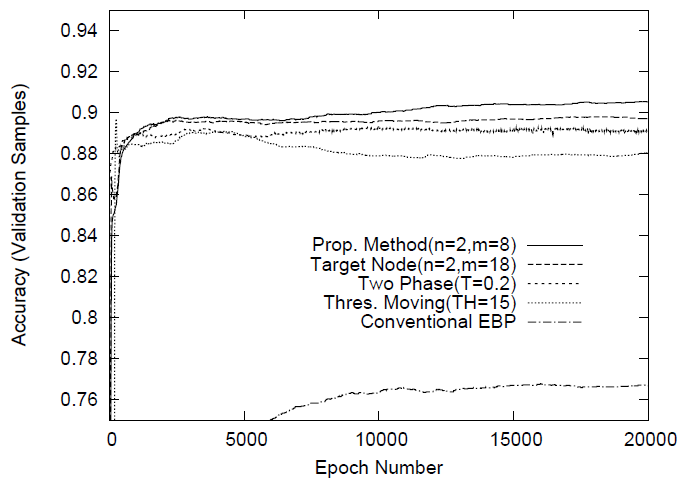 0.94
0.92
0.9
0.88
0.86
0.84
0.82
0.8
0.78
0.76
Accuracy (Validation Samples)
Prop. Method(n=2,m=8)
Target Node(n=2,m=18)
Two Phase(T=0.2)
Thres. Moving(TH=15)
Conventional EBP
0 5000 10000 15000 20000
Epoch Number